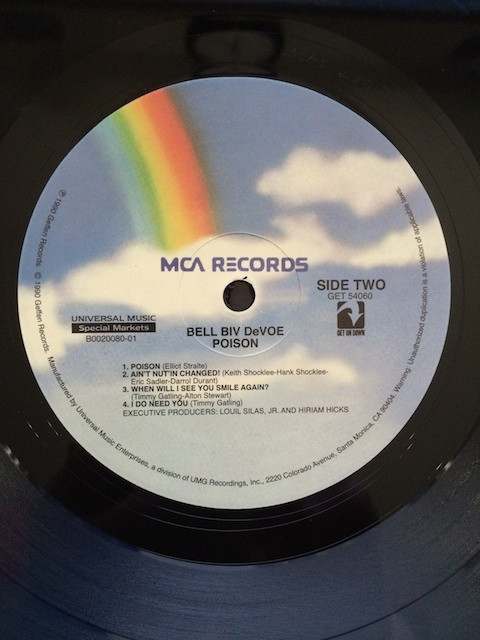 MCA RECORDS
SIDE TWO
GET 54060
UNIVERSAL MUSIC
Special Markets
B0020080-01
GET ON DOWN
BELL BIV DeVOE
POISON
1. POISON (Elliot Straite)
2. AIN'T NUT'IN CHANGED! (Keith Shocklee-Hank Shocklee-
Eric Sadler-Darrol Durant)
3. WHEN WILL I SEE YOU SMILE AGAIN?
(Timmy Gatling-Alton Stewart)
4. I DO NEED YOU (Timmy Gatling)
EXECUTIVE PRODUCERS: LOUIL SILAS, JR. AND HIRIAM HICKS
℗ 1990 Geffen Records. © 1990 Geffen Records. Manufactured by Universal Music Enterprises, a division of UMG Recordings, Inc., 2220 Colorado Avenue, Santa Monica, CA 90404. Warning: Unauthorized duplication is a violation of applicable laws.